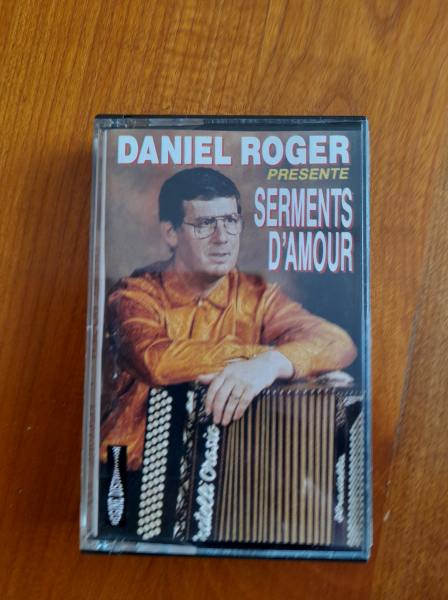 DANIEL ROGER
PRESENTE
SERMENTS
D'AMOUR